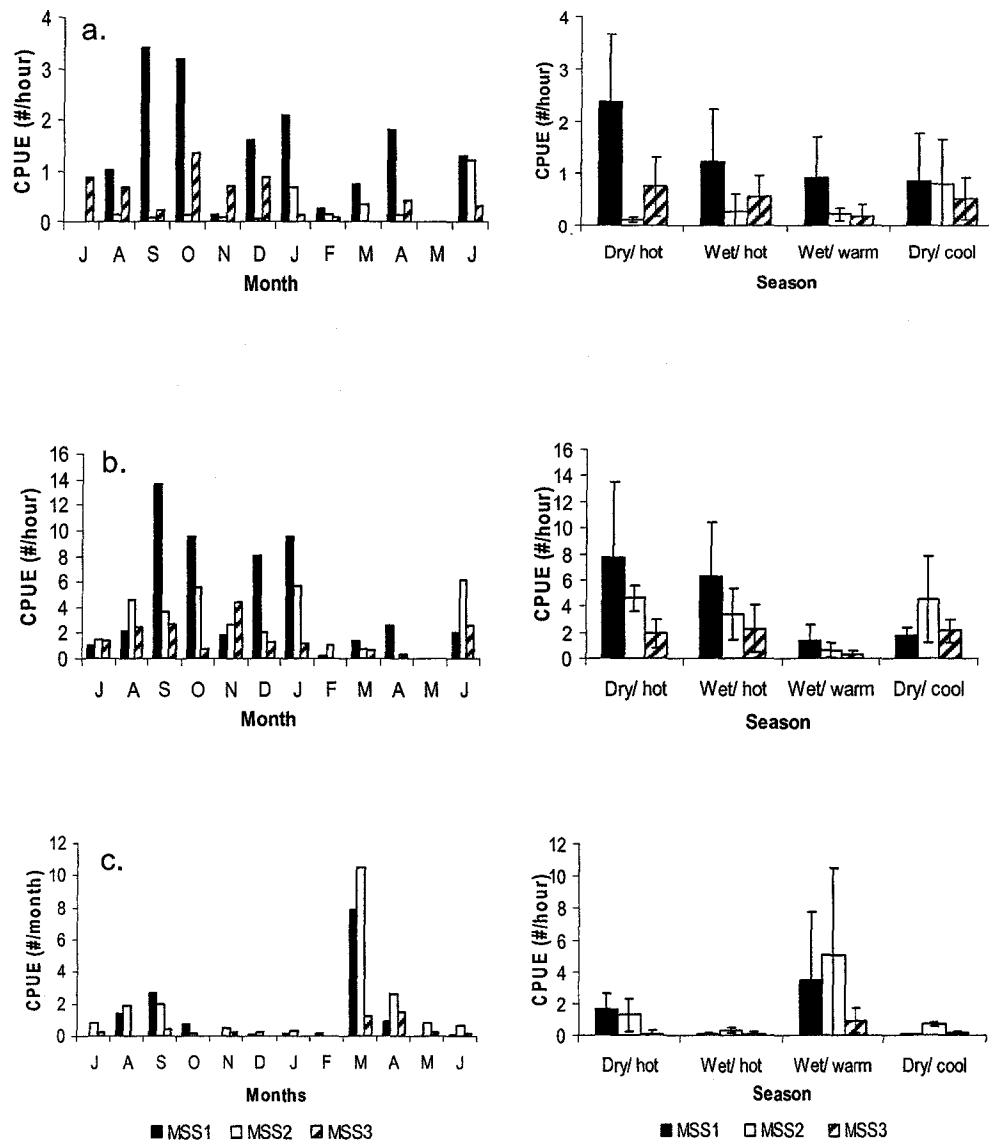 a.
CPUE (#/hour)
4
3
2
1
0
J A S O N D J F M A M J
Month
CPUE (#/hour)
4
3
2
1
0
Dry/ hot Wet/ hot Wet/ warm Dry/ cool
Season
b.
CPUE (#/hour)
16
14
12
10
8
6
4
2
0
J A S O N D J F M A M J
Month
CPUE (#/hour)
16
14
12
10
8
6
4
2
0
Dry/ hot Wet/ hot Wet/ warm Dry/ cool
Season
c.
CPUE (#/month)
12
10
8
6
4
2
0
J A S O N D J F M A M J
Months
MSS1 MSS2 MSS3
CPUE (#/hour)
12
10
8
6
4
2
0
Dry/ hot Wet/ hot Wet/ warm Dry/ cool
Season
MSS1 MSS2 MSS3